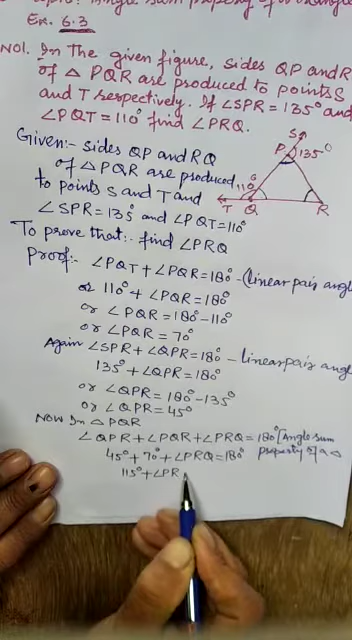 Ex. 6.3
NO1. In the given figure, sides QP and R
of △ PQR are produced to points S
and T respectively. If ∠SPR = 135° and
∠PQT = 110° find ∠PRQ.
Given:- sides QP and RQ
of △PQR are produced
to points S and T and
∠SPR = 135° and ∠PQT = 110°
S
P
135°
110°
T Q R
To prove that:- find ∠PRQ
Proof:- ∠PQT + ∠PQR = 180° - (linear pair angle
or 110° + ∠PQR = 180°
or ∠PQR = 180° - 110°
or ∠PQR = 70°
Again ∠SPR + ∠QPR = 180° - linear pair ang
135° + ∠QPR = 180°
or ∠QPR = 180° - 135°
or ∠QPR = 45°
Now In △PQR
∠QPR + ∠PQR + ∠PRQ = 180° [Angle sum
45° + 70° + ∠PRQ = 180° property of a △
115° + ∠PR